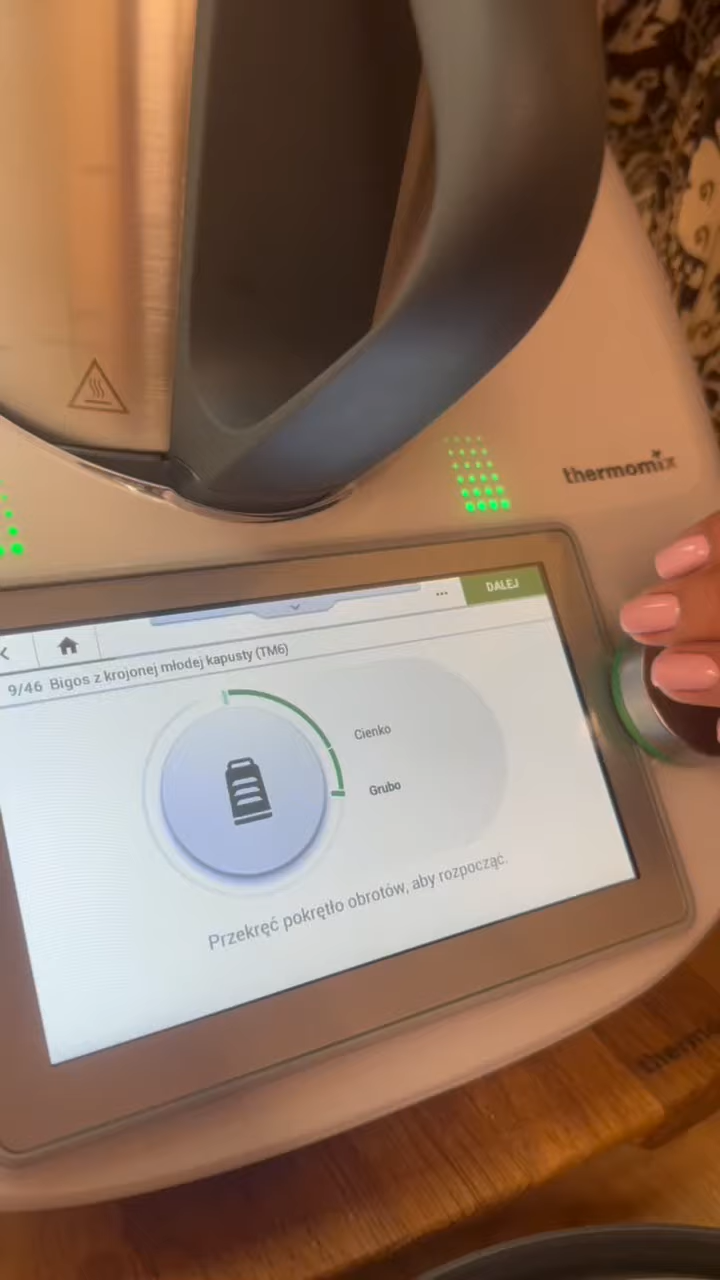 thermomix
DALEJ
9/46 Bigos z krojonej młodej kapusty (TM6)
Cienko
Grubo
Przekręć pokrętło obrotów, aby rozpocząć.